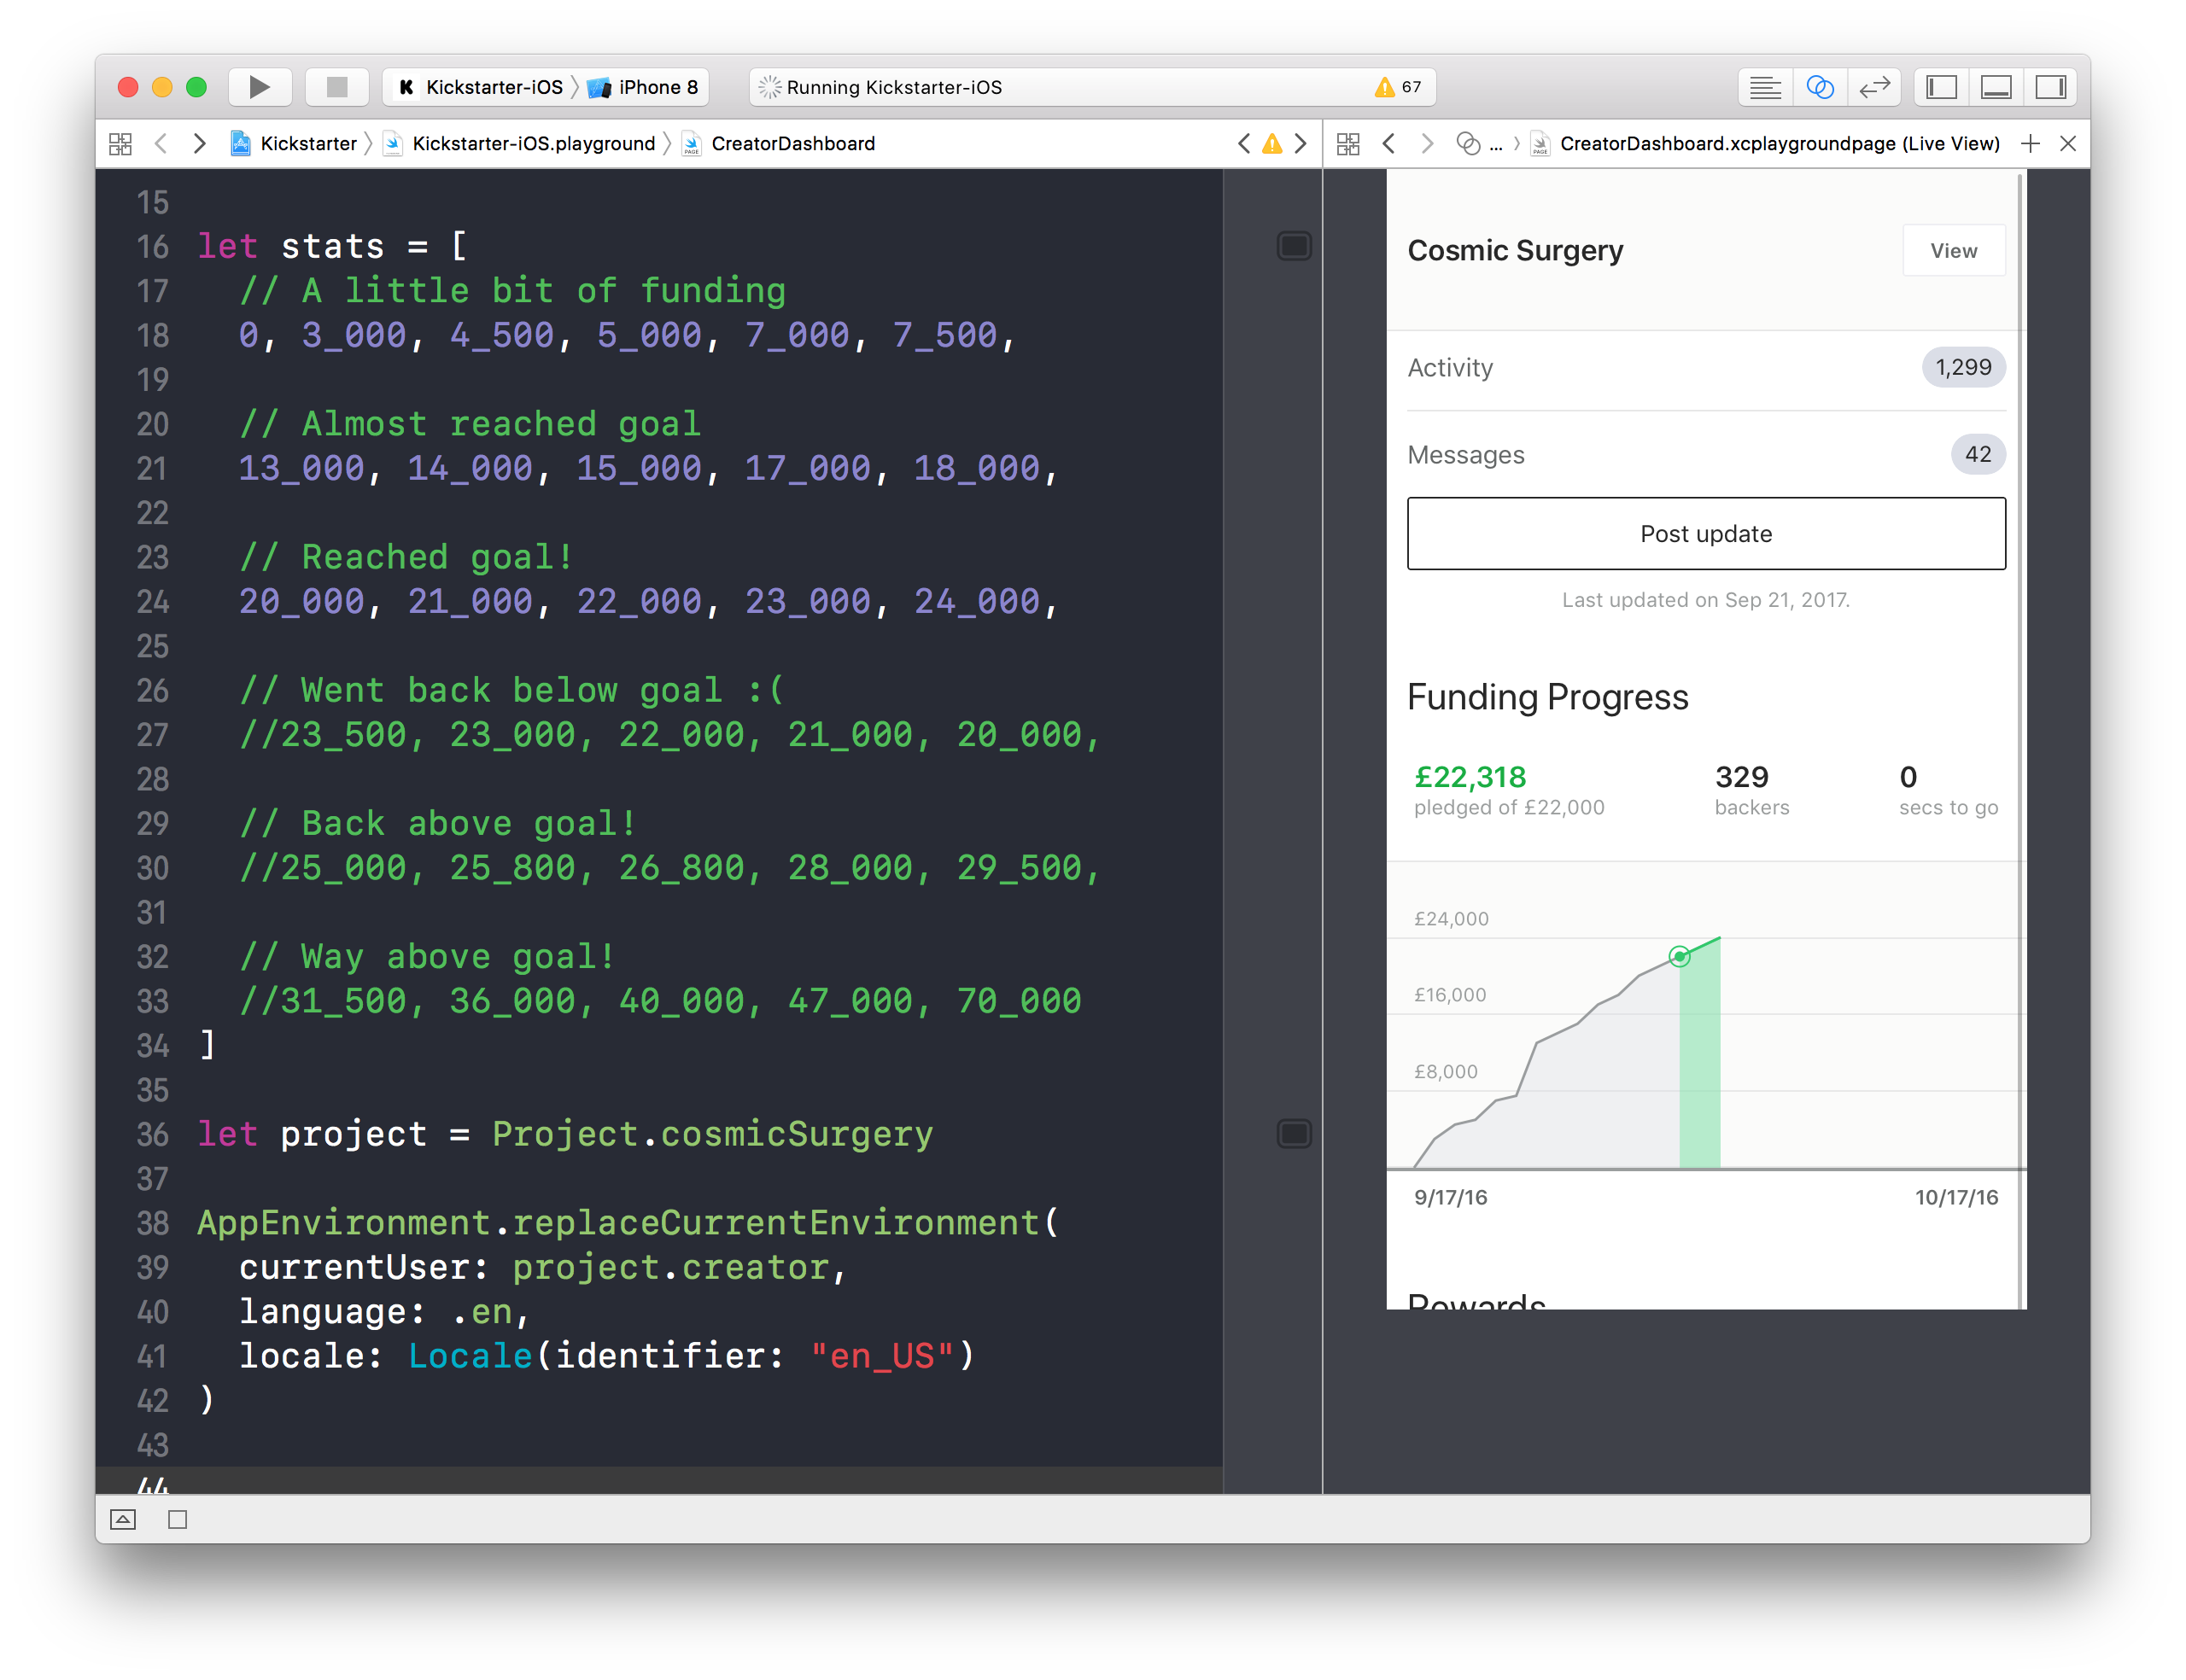 Kickstarter-iOS iPhone 8
Running Kickstarter-iOS 67
Kickstarter Kickstarter-iOS.playground CreatorDashboard
... CreatorDashboard.xcplaygroundpage (Live View)
15
16 let stats = [
17 // A little bit of funding
18 0, 3_000, 4_500, 5_000, 7_000, 7_500,
19
20 // Almost reached goal
21 13_000, 14_000, 15_000, 17_000, 18_000,
22
23 // Reached goal!
24 20_000, 21_000, 22_000, 23_000, 24_000,
25
26 // Went back below goal :(
27 //23_500, 23_000, 22_000, 21_000, 20_000,
28
29 // Back above goal!
30 //25_000, 25_800, 26_800, 28_000, 29_500,
31
32 // Way above goal!
33 //31_500, 36_000, 40_000, 47_000, 70_000
34 ]
35
36 let project = Project.cosmicSurgery
37
38 AppEnvironment.replaceCurrentEnvironment(
39 currentUser: project.creator,
40 language: .en,
41 locale: Locale(identifier: "en_US")
42 )
43
44
Cosmic Surgery View
Activity 1,299
Messages 42
Post update
Last updated on Sep 21, 2017.
Funding Progress
£22,318 329 0
pledged of £22,000 backers secs to go
£24,000
£16,000
£8,000
9/17/16 10/17/16
Rewards